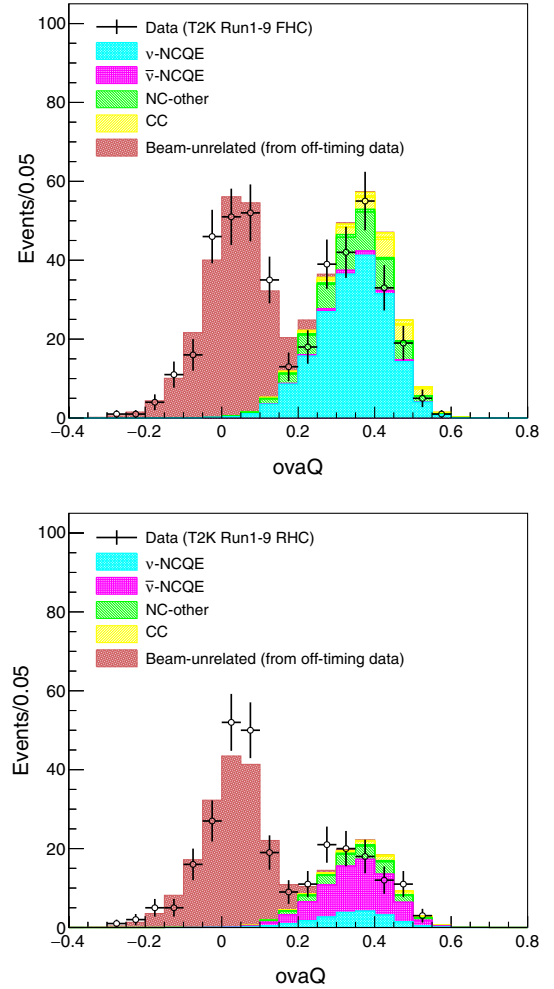 Data (T2K Run1-9 FHC)
ν-NCQE
ν̅-NCQE
NC-other
CC
Beam-unrelated (from off-timing data)
Events/0.05
100
80
60
40
20
0
−0.4 −0.2 0 0.2 0.4 0.6 0.8
ovaQ
Data (T2K Run1-9 RHC)
ν-NCQE
ν̅-NCQE
NC-other
CC
Beam-unrelated (from off-timing data)
Events/0.05
100
80
60
40
20
0
−0.4 −0.2 0 0.2 0.4 0.6 0.8
ovaQ